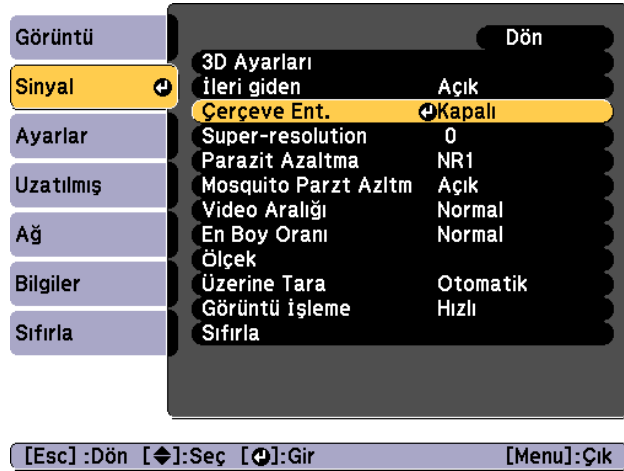 Görüntü
Sinyal
Ayarlar
Uzatılmış
Ağ
Bilgiler
Sıfırla
Dön
3D Ayarları
İleri giden Açık
Çerçeve Ent. Kapalı
Super-resolution 0
Parazit Azaltma NR1
Mosquito Parzt Azltm Açık
Video Aralığı Normal
En Boy Oranı Normal
Ölçek
Üzerine Tara Otomatik
Görüntü İşleme Hızlı
Sıfırla
[Esc] :Dön [◆]:Seç [⏎]:Gir [Menu]:Çık